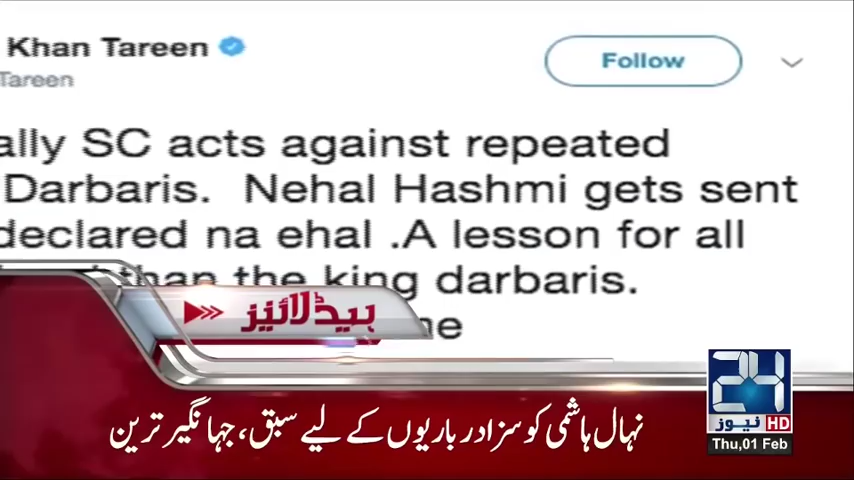 Khan Tareen
Follow
Tareen
ally SC acts against repeated
Darbaris. Nehal Hashmi gets sent
declared na ehal .A lesson for all
than the king darbaris.
ne
ہیڈلائنز
24
نیوز HD
Thu,01 Feb
نہال ہاشمی کو سزا درباریوں کے لیے سبق، جہانگیر ترین